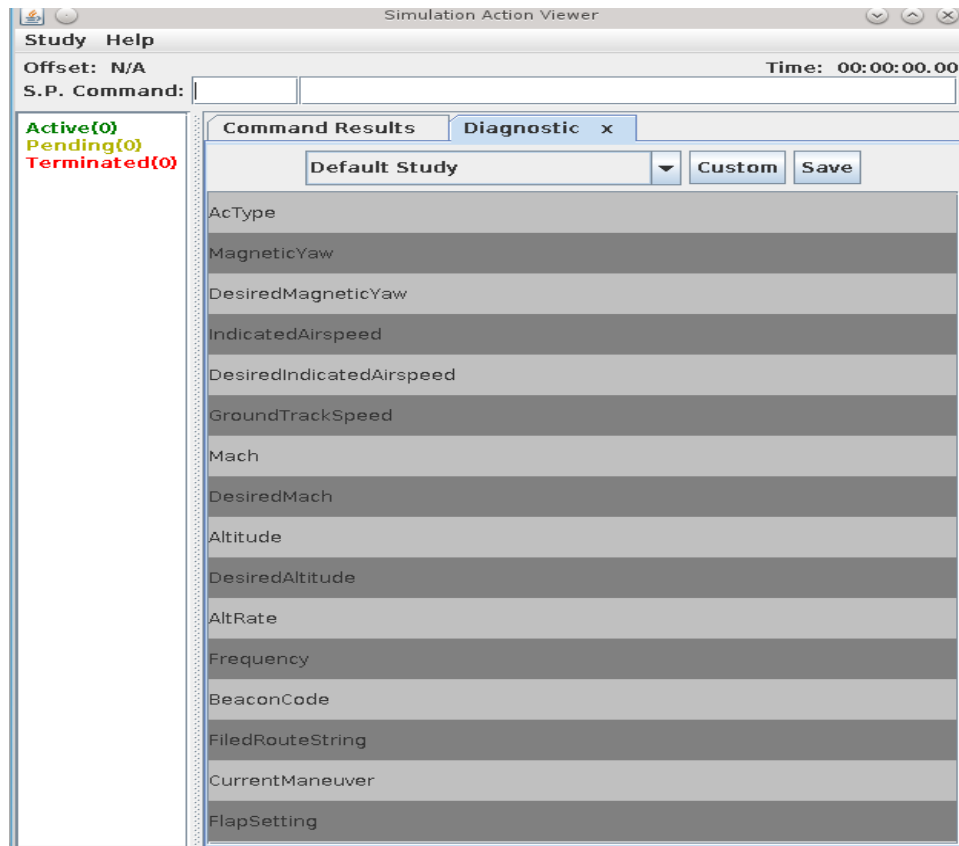 Simulation Action Viewer
Study Help
Offset: N/A Time: 00:00:00.00
S.P. Command:
Active{0}
Pending{0}
Terminated{0}
Command Results Diagnostic x
Default Study Custom Save
AcType
MagneticYaw
DesiredMagneticYaw
IndicatedAirspeed
DesiredIndicatedAirspeed
GroundTrackSpeed
Mach
DesiredMach
Altitude
DesiredAltitude
AltRate
Frequency
BeaconCode
FiledRouteString
CurrentManeuver
FlapSetting